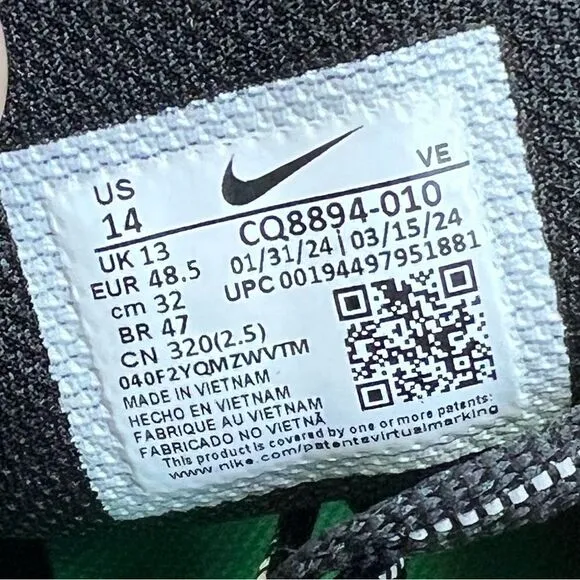 US
14
VE
UK 13
EUR 48.5
cm 32
BR 47
CN 320(2.5)
CQ8894-010
01/31/24 | 03/15/24
UPC 00194497951881
040F2YQMZWVTM
MADE IN VIETNAM
HECHO EN VIETNAM
FABRIQUE AU VIETNAM
FABRICADO NO VIETNÃ
This product is covered by one or more patents:
www.nike.com/patentsvirtualmarking